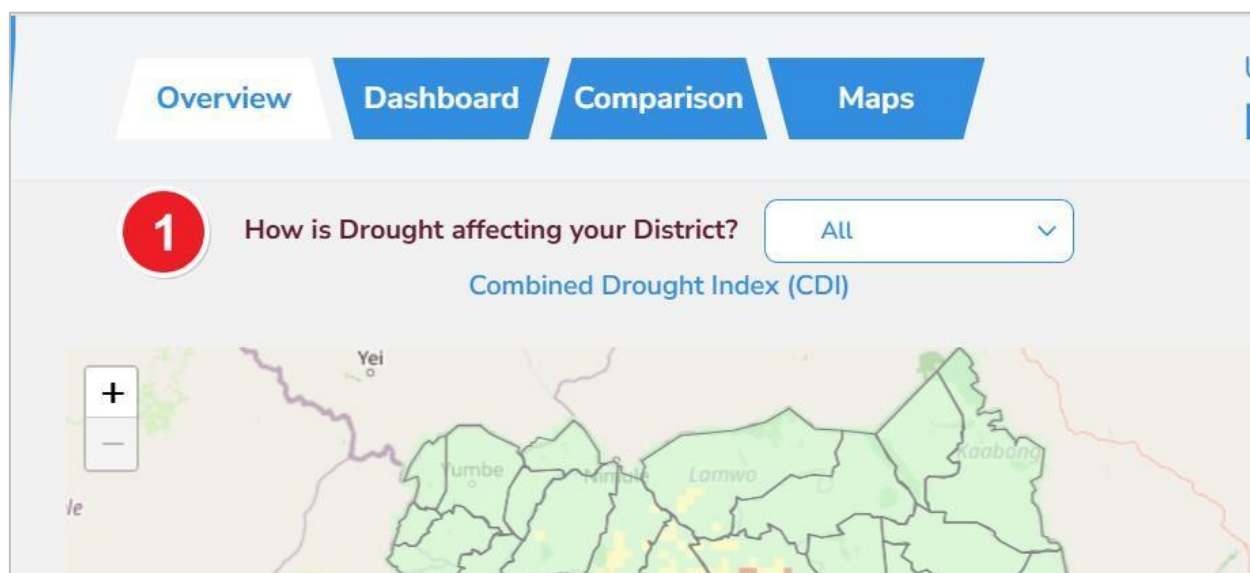 Overview Dashboard Comparison Maps
1 How is Drought affecting your District? All
Combined Drought Index (CDI)
Yei
+
−
Yumbe Nimule Lamwo Kaabong
le